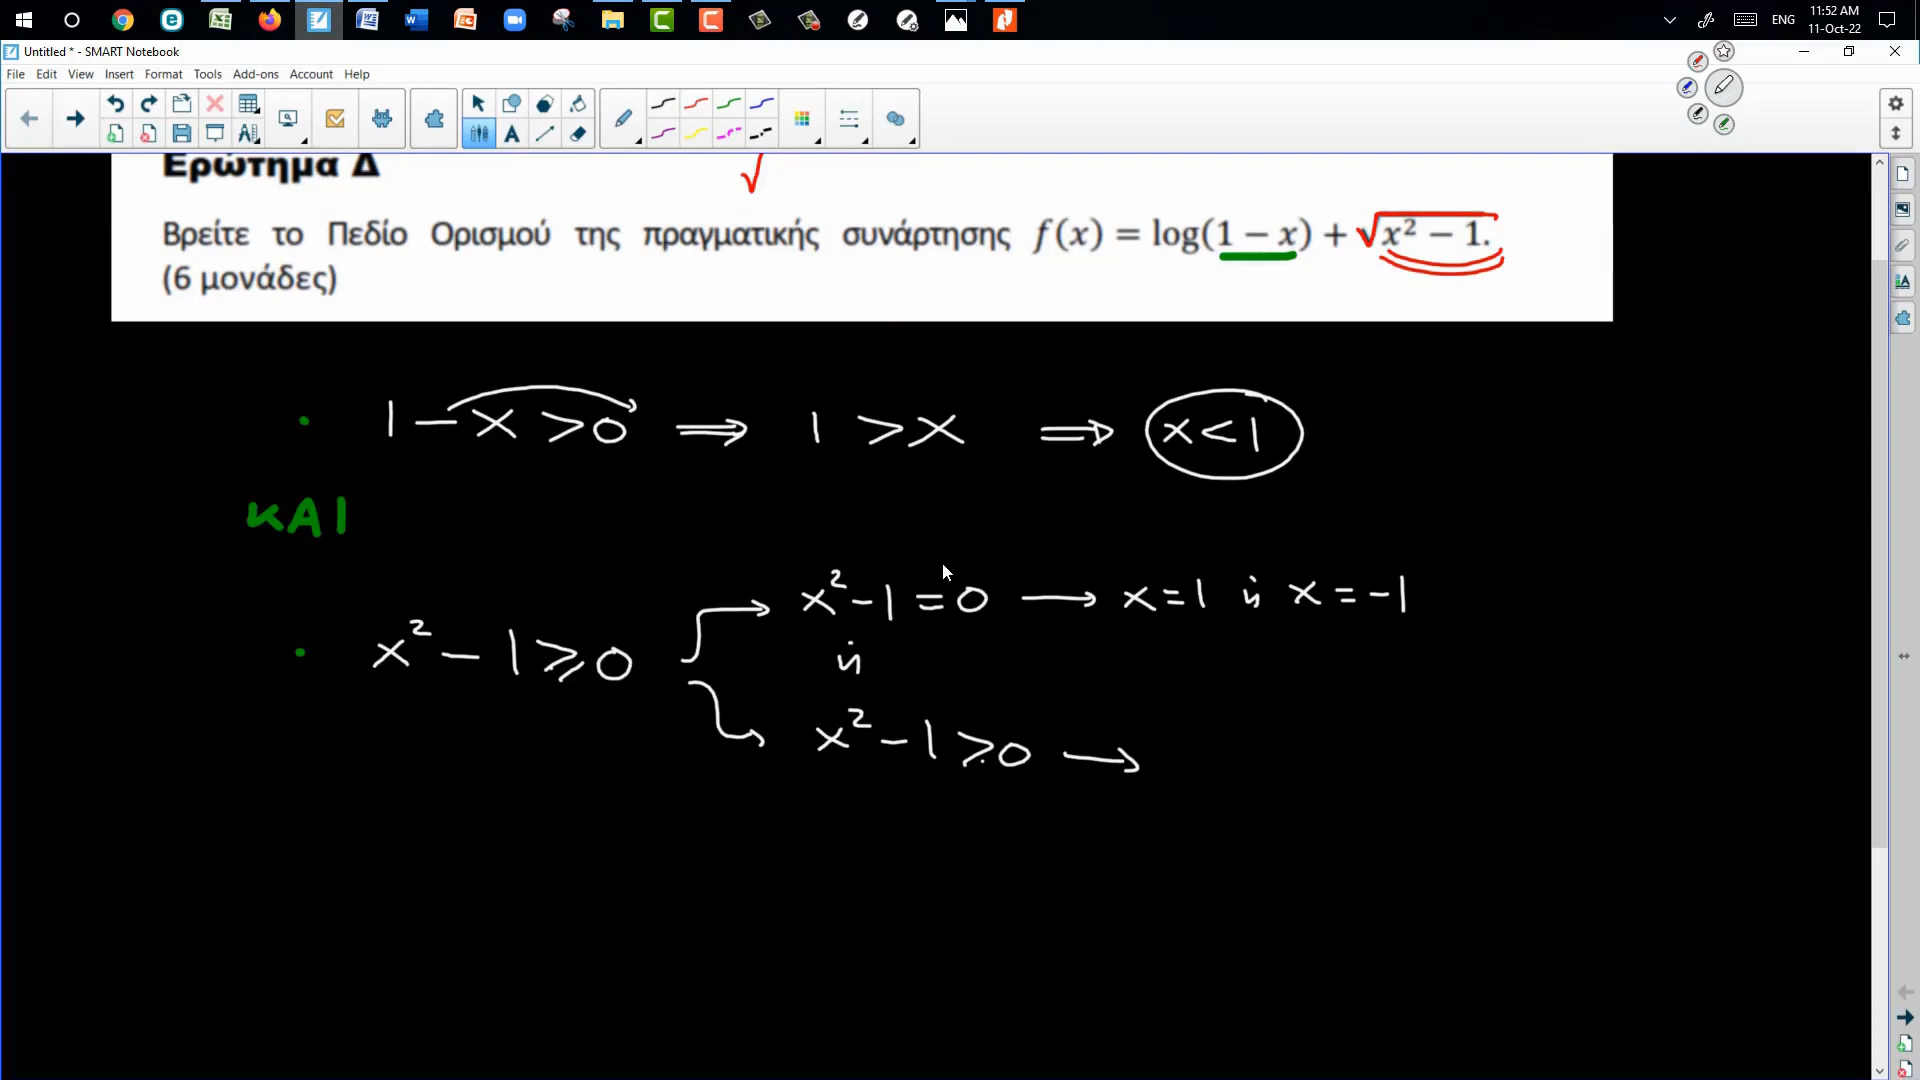 ENG
11:52 AM
11-Oct-22
Untitled * - SMART Notebook
File Edit View Insert Format Tools Add-ons Account Help
Ερώτημα Δ
√
Βρείτε το Πεδίο Ορισμού της πραγματικής συνάρτησης f(x) = log(1 − x) + √x² − 1.
(6 μονάδες)
• 1 − x > 0 ⟹ 1 > x ⟹ x < 1
ΚΑΙ
x² − 1 = 0 ⟶ x = 1 ή x = −1
• x² − 1 ⩾ 0
ή
x² − 1 ⩾ 0 ⟶